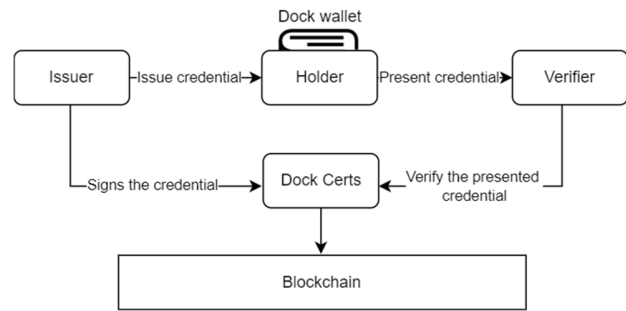 Dock wallet
Issuer
Issue credential
Holder
Present credential
Verifier
Signs the credential
Dock Certs
Verify the presented
credential
Blockchain